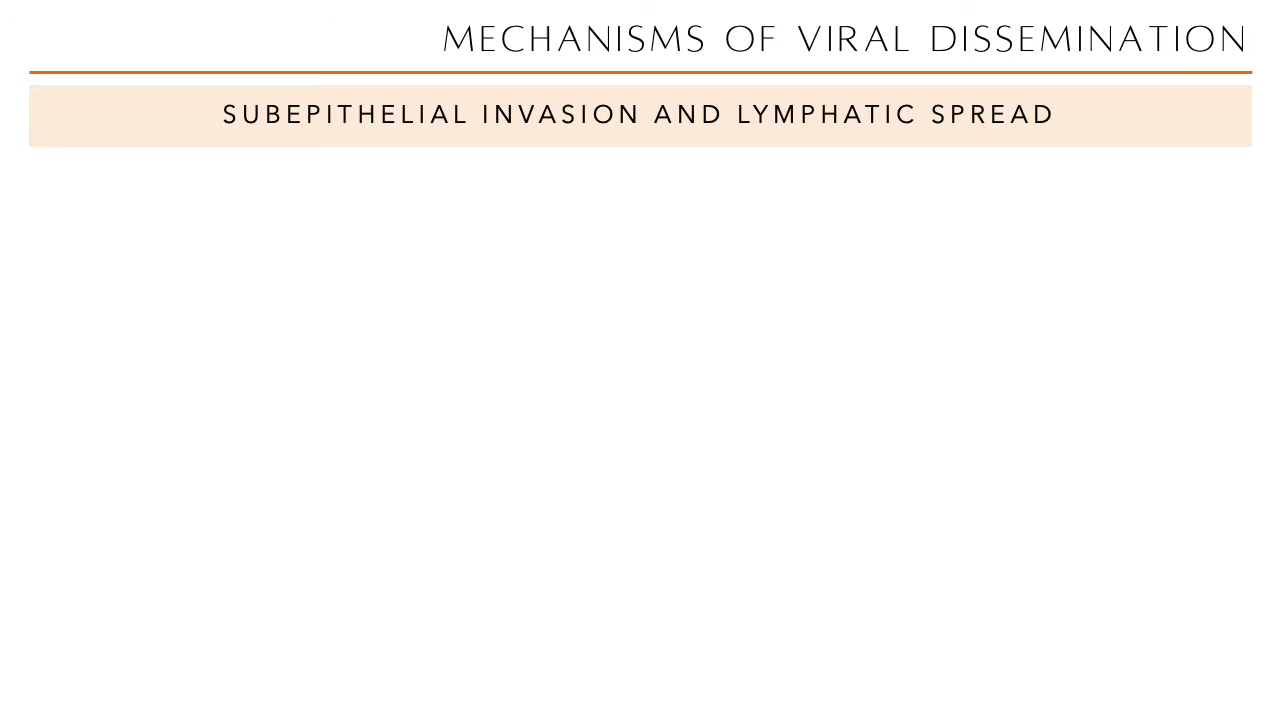 MECHANISMS OF VIRAL DISSEMINATION
SUBEPITHELIAL INVASION AND LYMPHATIC SPREAD